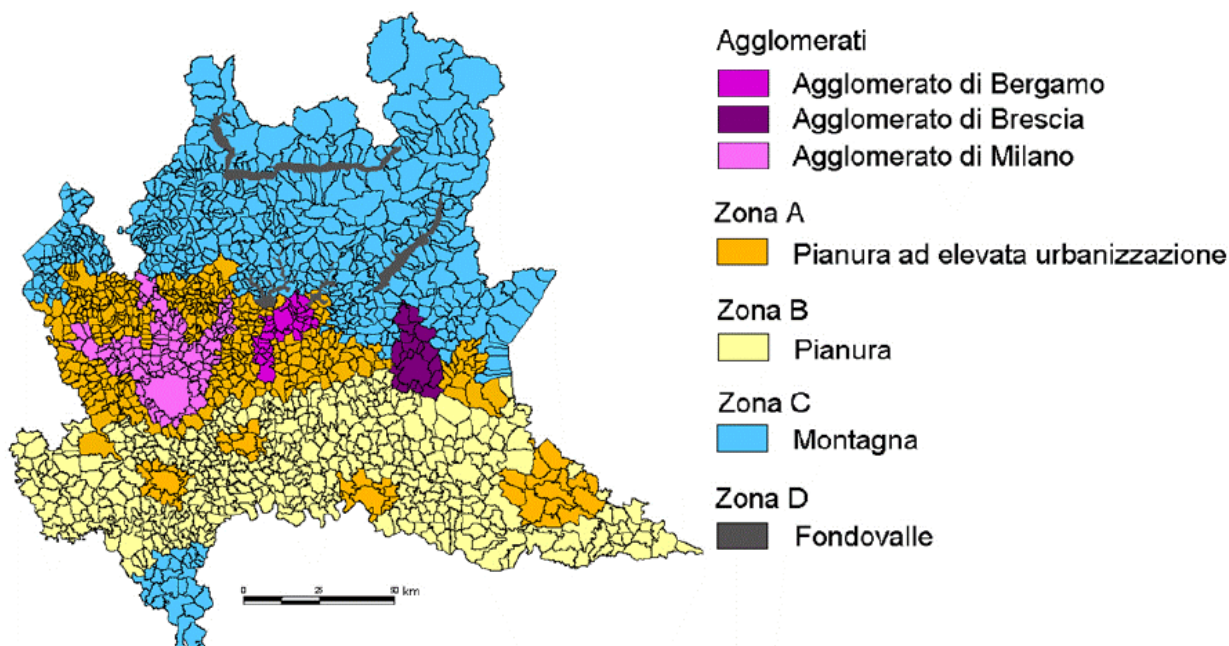 Agglomerati
Agglomerato di Bergamo
Agglomerato di Brescia
Agglomerato di Milano
Zona A
Pianura ad elevata urbanizzazione
Zona B
Pianura
Zona C
Montagna
Zona D
Fondovalle
0 25 50 km